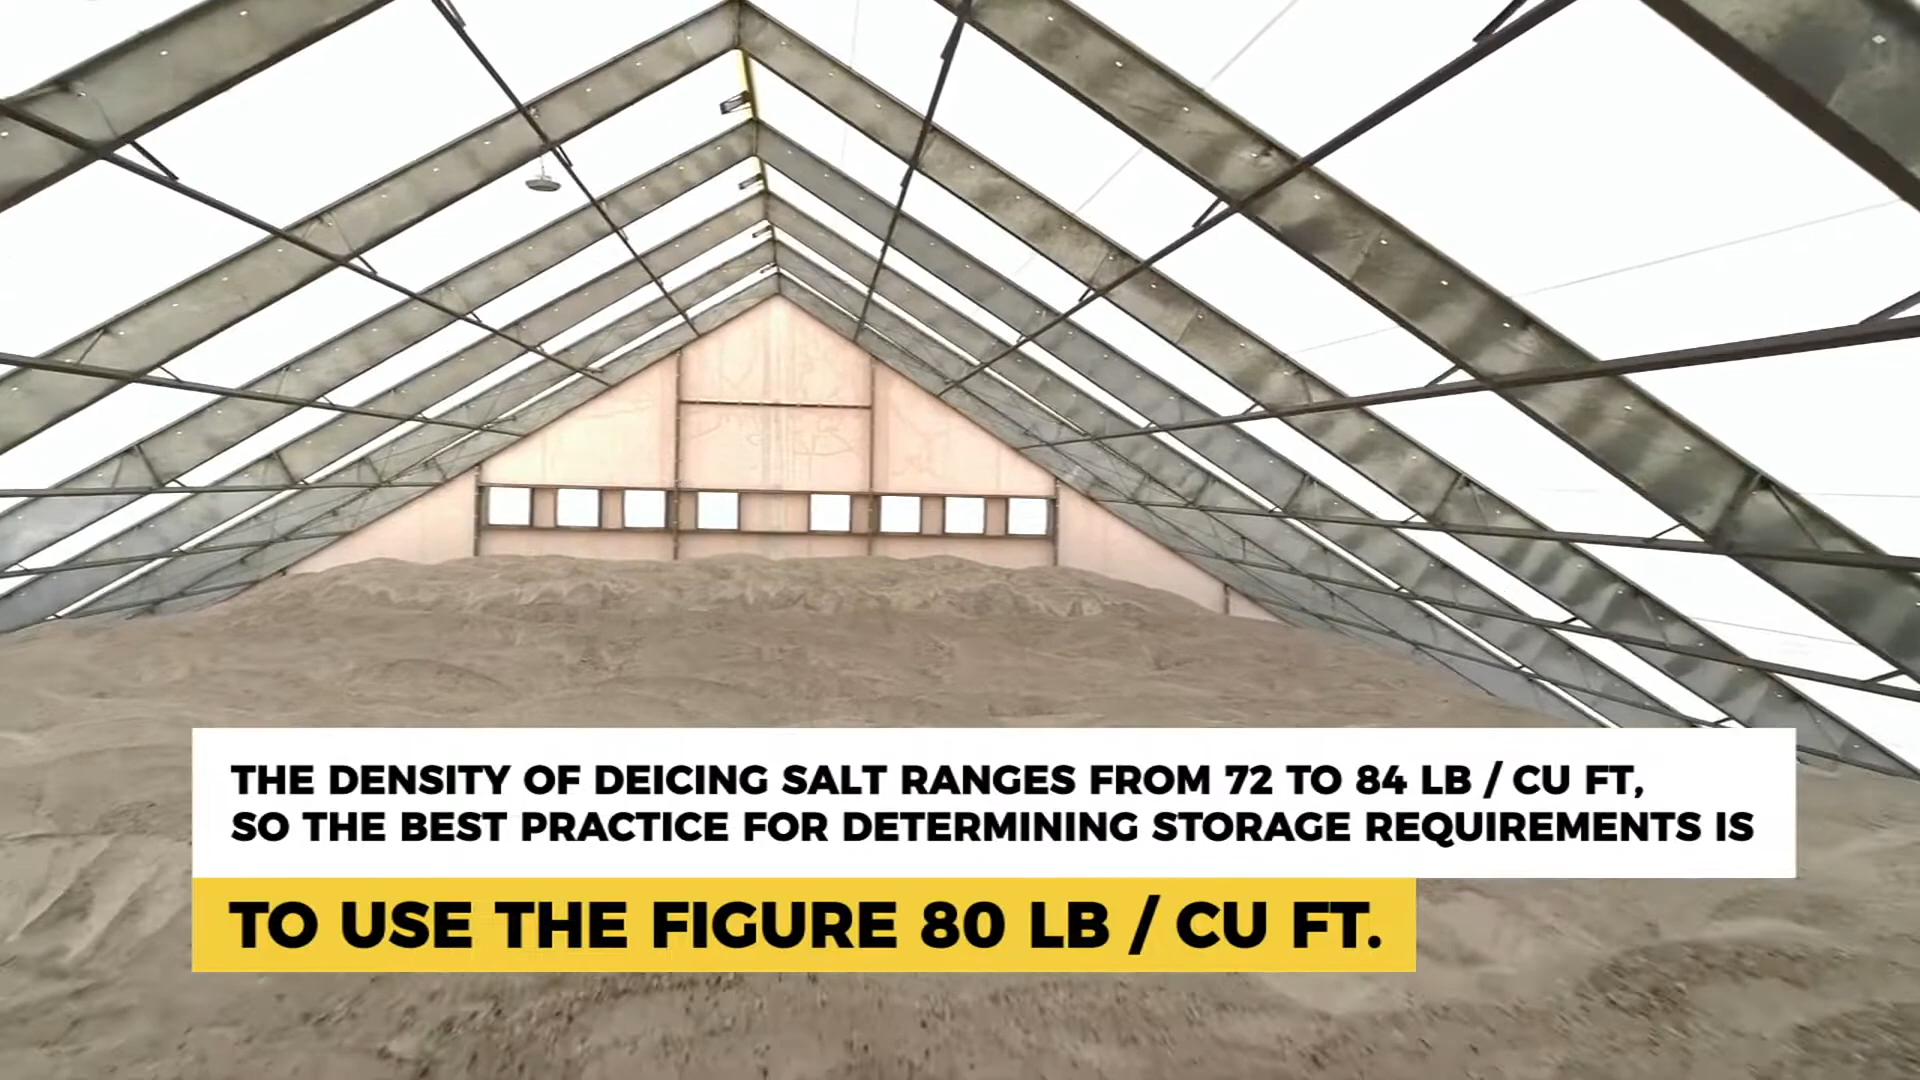 THE DENSITY OF DEICING SALT RANGES FROM 72 TO 84 LB / CU FT,
SO THE BEST PRACTICE FOR DETERMINING STORAGE REQUIREMENTS IS
TO USE THE FIGURE 80 LB / CU FT.